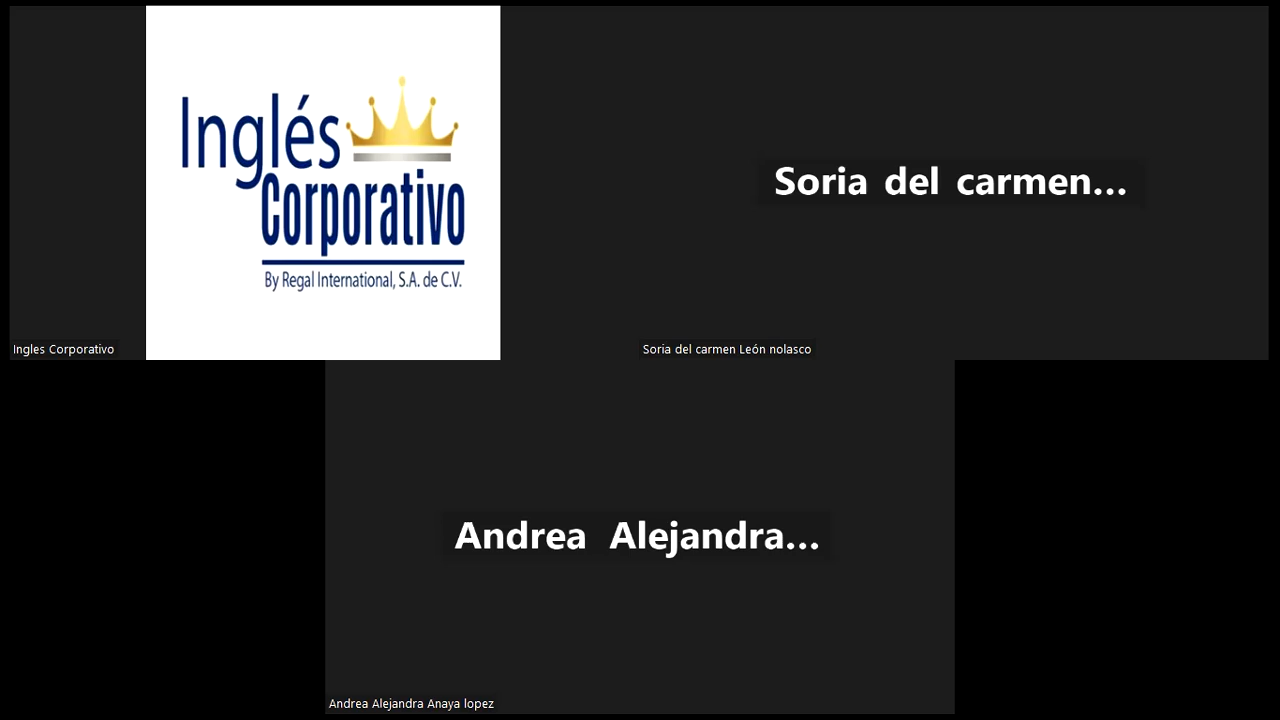 Inglés
Corporativo
By Regal International, S.A. de C.V.
Ingles Corporativo
Soria del carmen...
Soria del carmen León nolasco
Andrea Alejandra...
Andrea Alejandra Anaya lopez